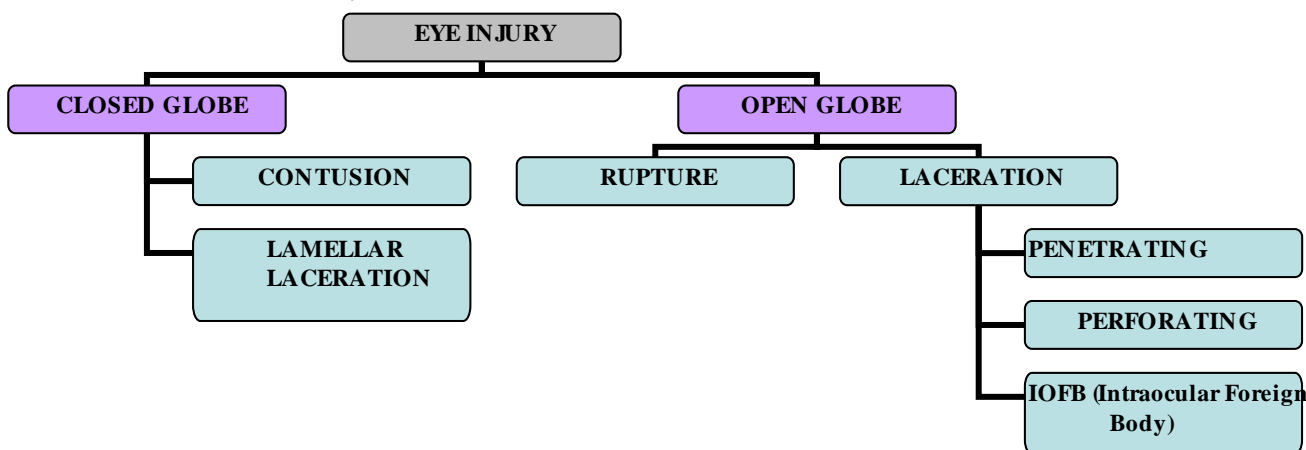 EYE INJURY
CLOSED GLOBE
OPEN GLOBE
CONTUSION
RUPTURE
LACERATION
LAMELLAR
LACERATION
PENETRATING
PERFORATING
IOFB (Intraocular Foreign
Body)